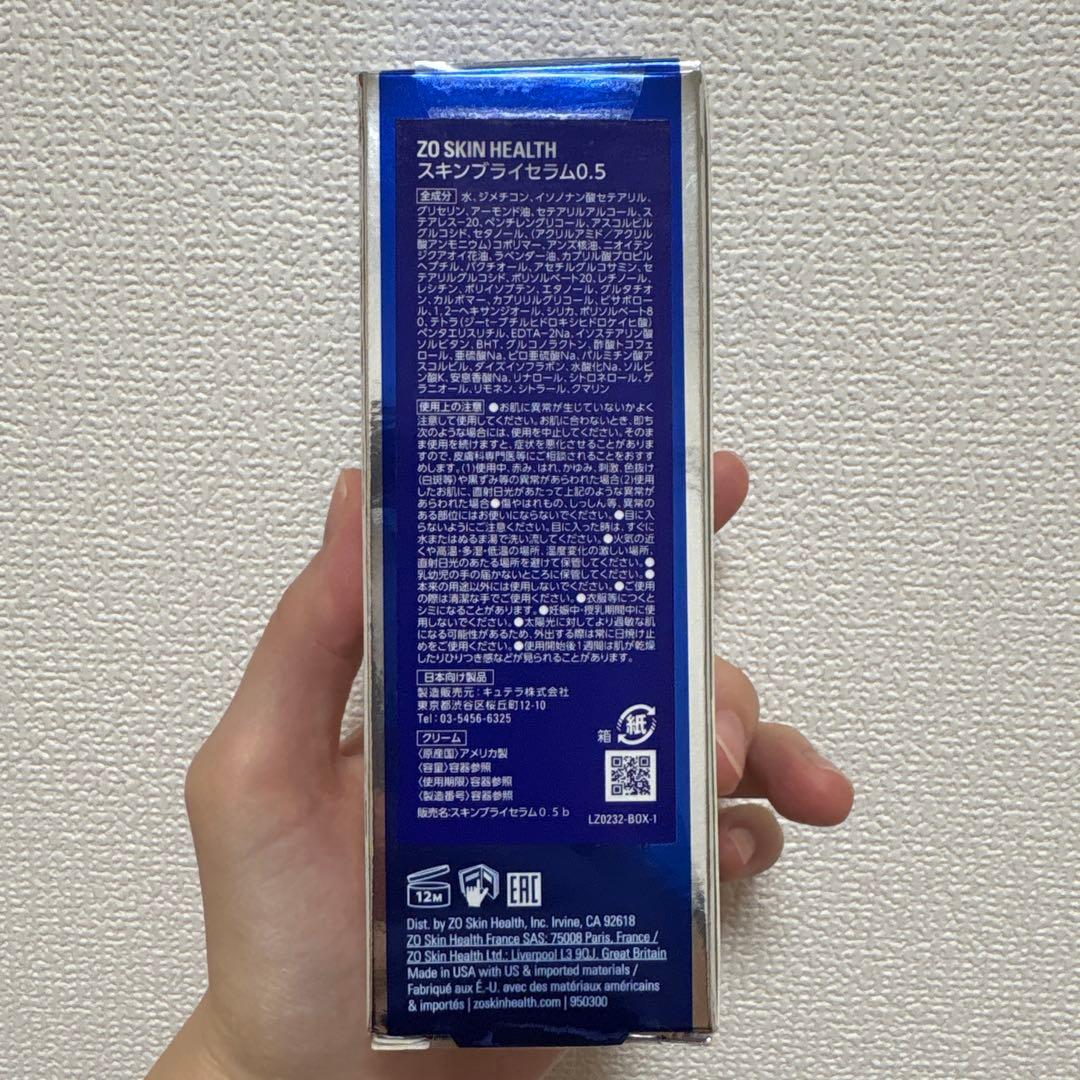 ZO SKIN HEALTH
スキンブライセラム0.5
全成分 水、ジメチコン、イソノナン酸セテアリル、
グリセリン、アーモンド油、セテアリルアルコール、ス
テアレス-20、ペンチレングリコール、アスコルビル
グルコシド、セタノール、(アクリルアミド/アクリル
酸アンモニウム)コポリマー、アンズ核油、ニオイテン
ジクアオイ花油、ラベンダー油、カプリル酸プロピル
ヘプチル、バクチオール、アセチルグルコサミン、セ
テアリルグルコシド、ポリソルベート20、レチノール、
レシチン、ポリイソブテン、エタノール、グルタチオ
ン、カルボマー、カプリリルグリコール、ビサボロー
ル、1,2-ヘキサンジオール、シリカ、ポリソルベート8
0、テトラ(ジ-t-ブチルヒドロキシヒドロケイヒ酸)
ペンタエリスリチル、EDTA-2Na、イソステアリン酸
ソルビタン、BHT、グルコノラクトン、酢酸トコフェ
ロール、亜硫酸Na、ピロ亜硫酸Na、パルミチン酸ア
スコルビル、ダイズイソフラボン、水酸化Na、ソルビ
ン酸K、安息香酸Na、リナロール、シトロネロール、ゲ
ラニオール、リモネン、シトラール、クマリン
使用上の注意 ●お肌に異常が生じていないかよく
注意して使用してください。お肌に合わないとき、即ち
次のような場合には、使用を中止してください。そのま
ま使用を続けますと、症状を悪化させることがありま
すので、皮膚科専門医等にご相談されることをおすす
めします。(1)使用中、赤み、はれ、かゆみ、刺激、色抜け
(白斑等)や黒ずみ等の異常があらわれた場合(2)使用
したお肌に、直射日光があたって上記のような異常が
あらわれた場合●傷やはれもの、しっしん等、異常の
ある部位にはお使いにならないでください。●目に入
らないようにご注意ください。目に入った時は、すぐに
水またはぬるま湯で洗い流してください。●火気の近
くや高温・多湿・低温の場所、温度変化の激しい場所、
直射日光のあたる場所を避けて保管してください。●
乳幼児の手の届かないところに保管してください。●
本来の用途以外には使用しないでください。●ご使用
の際は清潔な手でご使用ください。●衣服等につくと
シミになることがあります。●妊娠中・授乳期間中に使
用しないでください。●太陽光に対してより過敏な肌
になる可能性があるため、外出する際は常に日焼け止
めをご使用ください。●使用開始後1週間は肌が乾燥
したりひりつき感などが見られることがあります。
日本向け製品
製造販売元:キュテラ株式会社
東京都渋谷区桜丘町12-10
Tel:03-5456-6325
クリーム
〈原産国〉アメリカ製
〈容量〉容器参照
〈使用期限〉容器参照
〈製造番号〉容器参照
販売名:スキンブライセラム0.5b
箱 紙
LZ0232-BOX-1
12M
EAC
Dist. by ZO Skin Health, Inc. Irvine, CA 92618
ZO Skin Health France SAS: 75008 Paris, France /
ZO Skin Health Ltd.: Liverpool L3 9QJ, Great Britain
Made in USA with US & imported materials /
Fabriqué aux É.-U. avec des matériaux américains
& importés | zoskinhealth.com | 950300